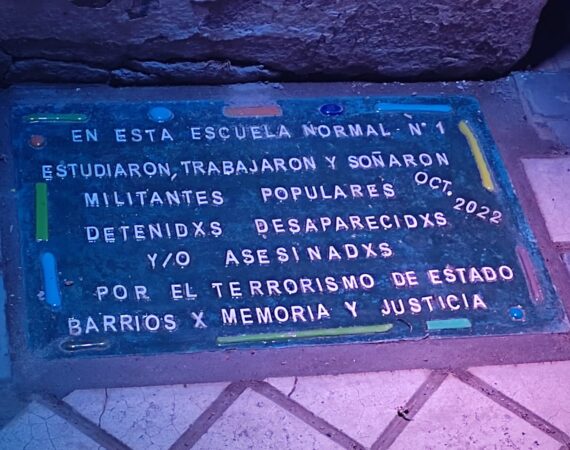 EN ESTA ESCUELA NORMAL N° 1
ESTUDIARON, TRABAJARON Y SOÑARON
MILITANTES POPULARES
OCT. 2022
DETENIDXS DESAPARECIDXS
Y/O ASESINADXS
POR EL TERRORISMO DE ESTADO
BARRIOS X MEMORIA Y JUSTICIA